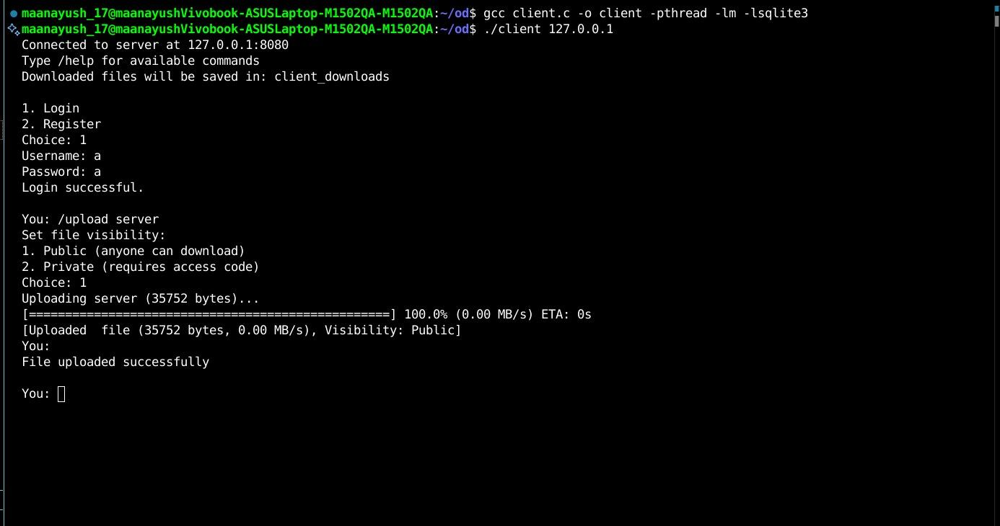 maanayush_17@maanayushVivobook-ASUSLaptop-M1502QA-M1502QA:~/od$ gcc client.c -o client -pthread -lm -lsqlite3
maanayush_17@maanayushVivobook-ASUSLaptop-M1502QA-M1502QA:~/od$ ./client 127.0.0.1
Connected to server at 127.0.0.1:8080
Type /help for available commands
Downloaded files will be saved in: client_downloads
1. Login
2. Register
Choice: 1
Username: a
Password: a
Login successful.
You: /upload server
Set file visibility:
1. Public (anyone can download)
2. Private (requires access code)
Choice: 1
Uploading server (35752 bytes)...
[==================================================] 100.0% (0.00 MB/s) ETA: 0s
[Uploaded  file (35752 bytes, 0.00 MB/s), Visibility: Public]
You:
File uploaded successfully
You: